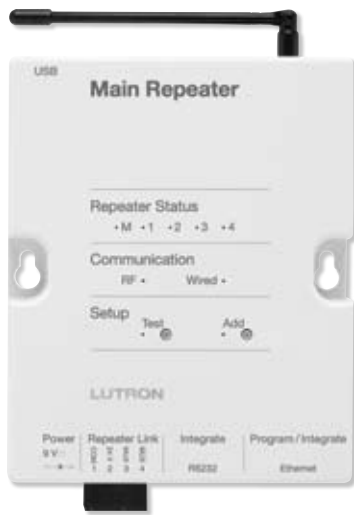 USB
Main Repeater
Repeater Status
M 1 2 3 4
Communication
RF Wired
Setup
Test Add
LUTRON
Power Repeater Link Integrate Program/Integrate
9 V
1 2 3 4
RS232 Ethernet